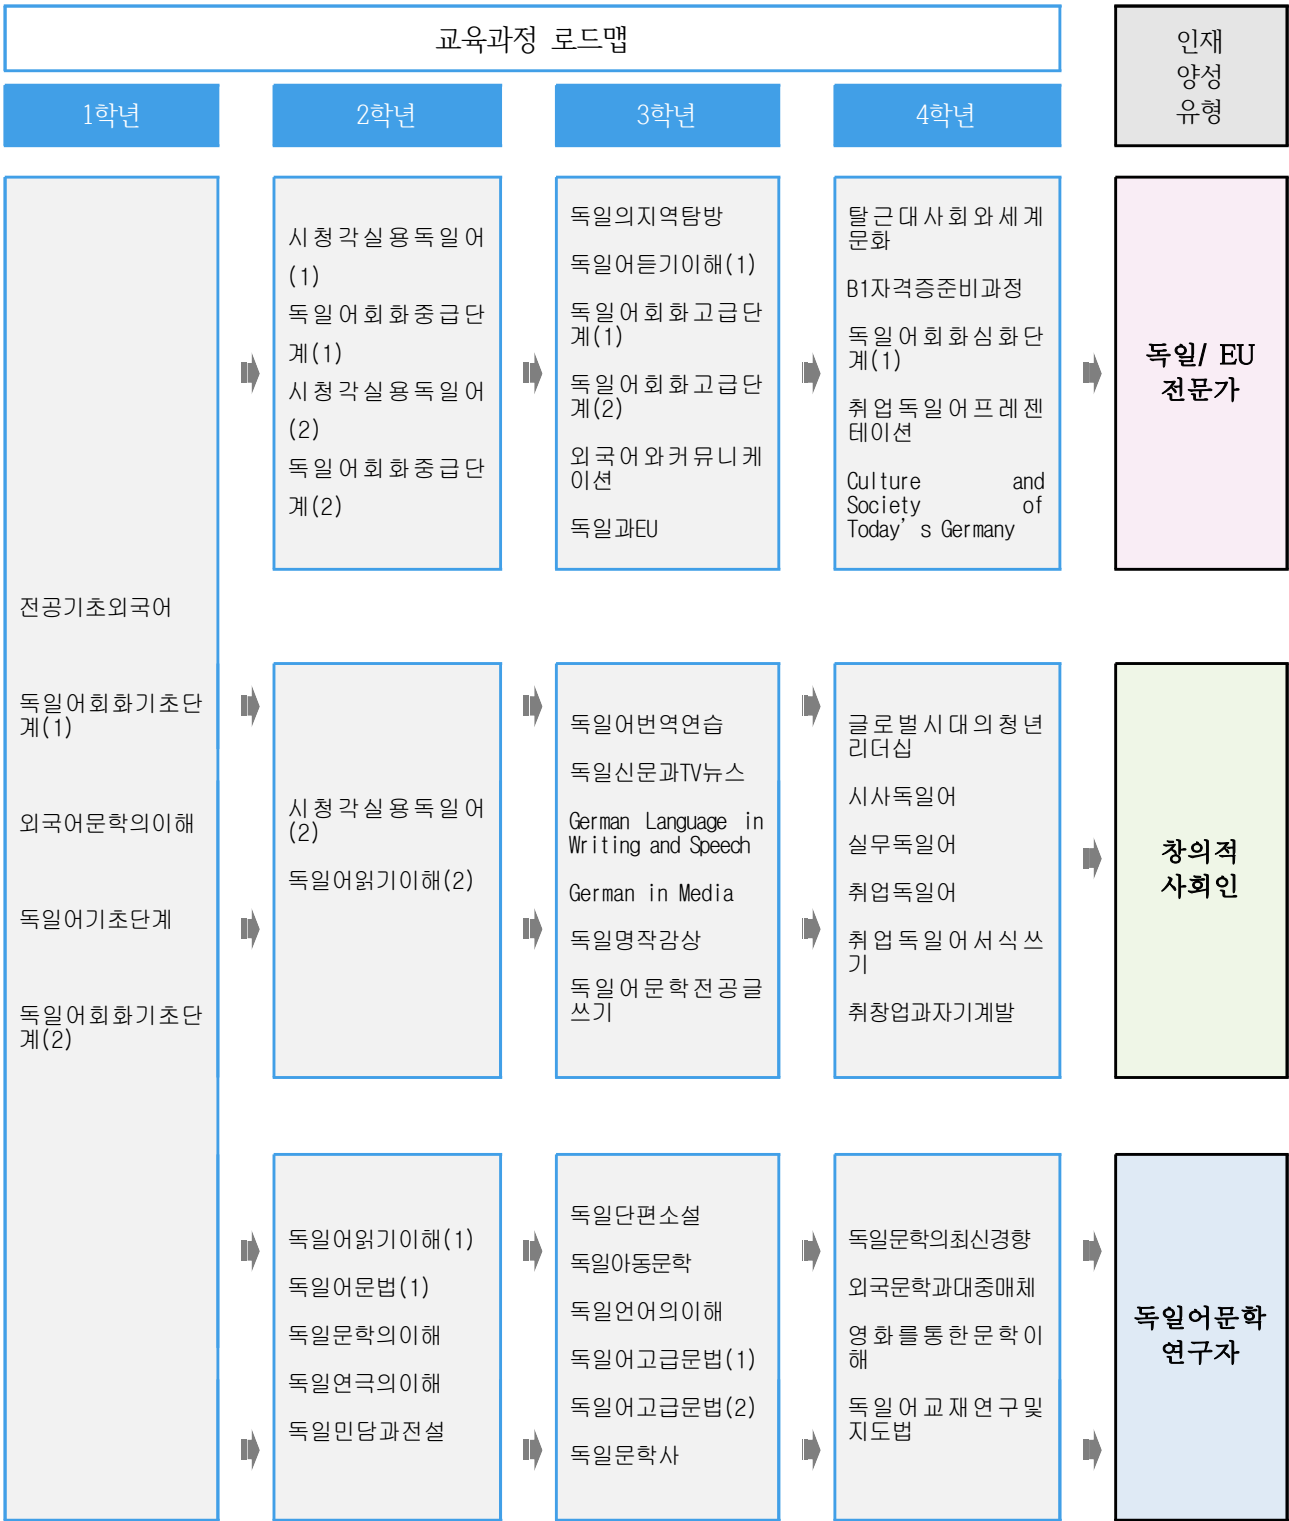 교육과정 로드맵
인재
양성
유형
1학년
2학년
3학년
4학년
전공기초외국어
독일어회화기초단
계(1)
외국어문학의이해
독일어기초단계
독일어회화기초단
계(2)
시청각실용독일어
(1)
독일어회화중급단
계(1)
시청각실용독일어
(2)
독일어회화중급단
계(2)
독일의지역탐방
독일어듣기이해(1)
독일어회화고급단
계(1)
독일어회화고급단
계(2)
외국어와커뮤니케
이션
독일과EU
탈근대사회와세계
문화
B1자격증준비과정
독일어회화심화단
계(1)
취업독일어프레젠
테이션
Culture and
Society of
Today’s Germany
독일/ EU
전문가
시청각실용독일어
(2)
독일어읽기이해(2)
독일어번역연습
독일신문과TV뉴스
German Language in
Writing and Speech
German in Media
독일명작감상
독일어문학전공글
쓰기
글로벌시대의청년
리더십
시사독일어
실무독일어
취업독일어
취업독일어서식쓰
기
취창업과자기계발
창의적
사회인
독일어읽기이해(1)
독일어문법(1)
독일문학의이해
독일연극의이해
독일민담과전설
독일단편소설
독일아동문학
독일언어의이해
독일어고급문법(1)
독일어고급문법(2)
독일문학사
독일문학의최신경향
외국문학과대중매체
영화를통한문학이
해
독일어교재연구및
지도법
독일어문학
연구자